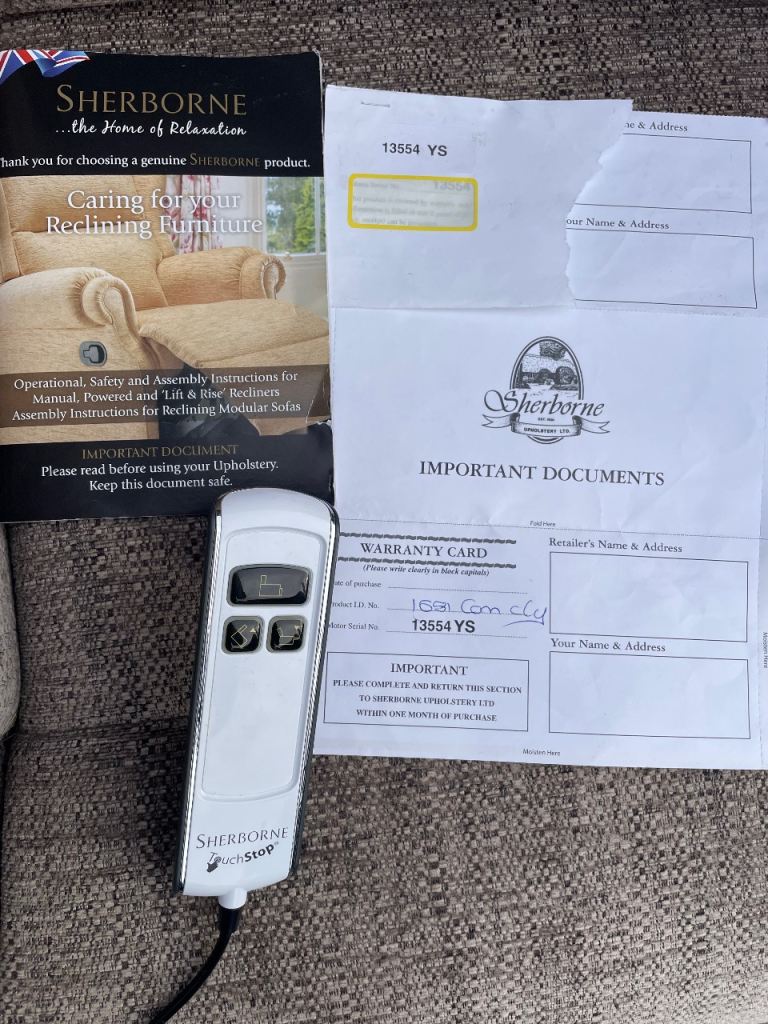 SHERBORNE
...the Home of Relaxation
hank you for choosing a genuine SHERBORNE product.
Caring for your
Reclining Furniture
Operational, Safety and Assembly Instructions for
Manual, Powered and 'Lift & Rise' Recliners
Assembly Instructions for Reclining Modular Sofas
IMPORTANT DOCUMENT
Please read before using your Upholstery.
Keep this document safe.
13554 YS
13554
ne & Address
our Name & Address
Sherborne
UPHOLSTERY LTD.
IMPORTANT DOCUMENTS
Fold Here
WARRANTY CARD
(Please write clearly in block capitals)
ate of purchase
roduct I.D. No. 1651 Com
Motor Serial No. 13554 YS
IMPORTANT
PLEASE COMPLETE AND RETURN THIS SECTION
TO SHERBORNE UPHOLSTERY LTD
WITHIN ONE MONTH OF PURCHASE
Retailer's Name & Address
Your Name & Address
Moisten Here
Moisten Here
SHERBORNE
TouchStop